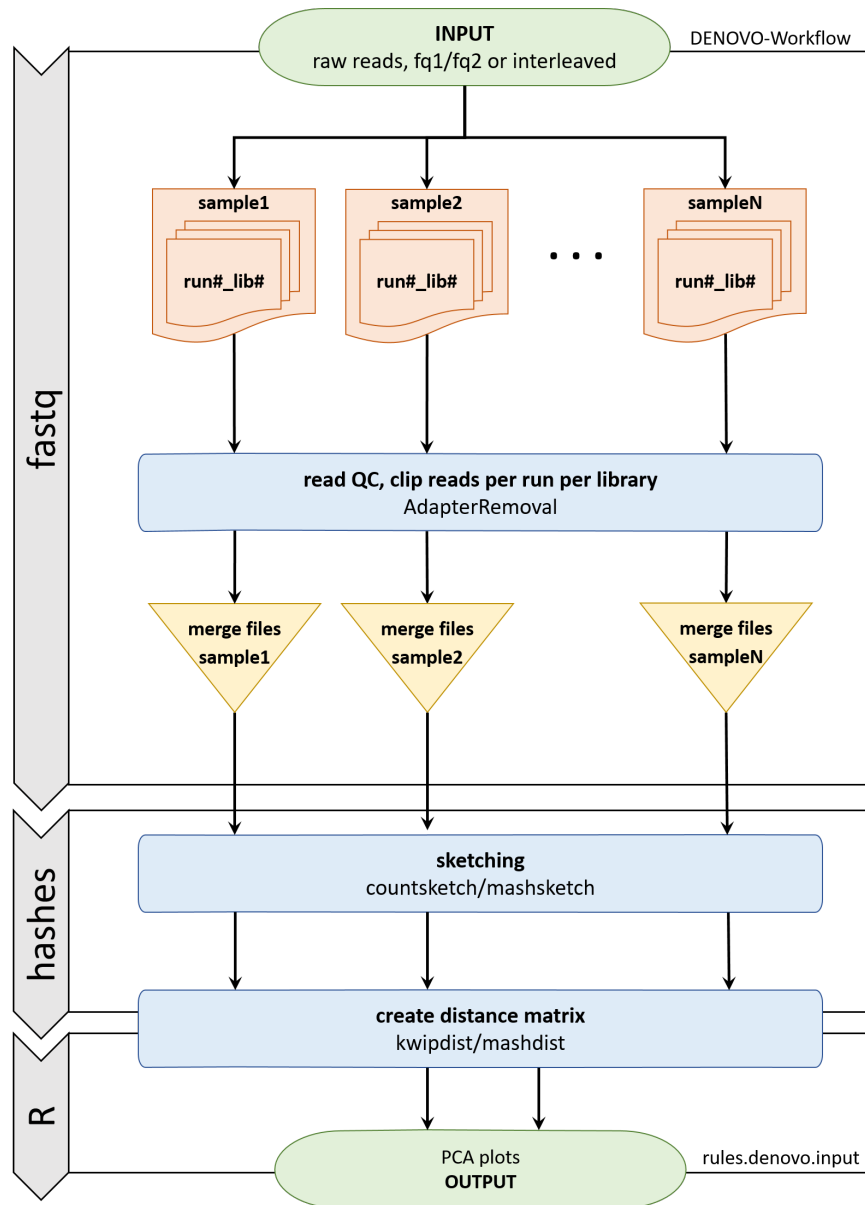 INPUT
raw reads, fq1/fq2 or interleaved
DENOVO-Workflow
sample1
run#_lib#
sample2
run#_lib#
. . .
sampleN
run#_lib#
fastq
read QC, clip reads per run per library
AdapterRemoval
merge files
sample1
merge files
sample2
merge files
sampleN
hashes
sketching
countsketch/mashsketch
create distance matrix
kwipdist/mashdist
R
PCA plots
OUTPUT
rules.denovo.input